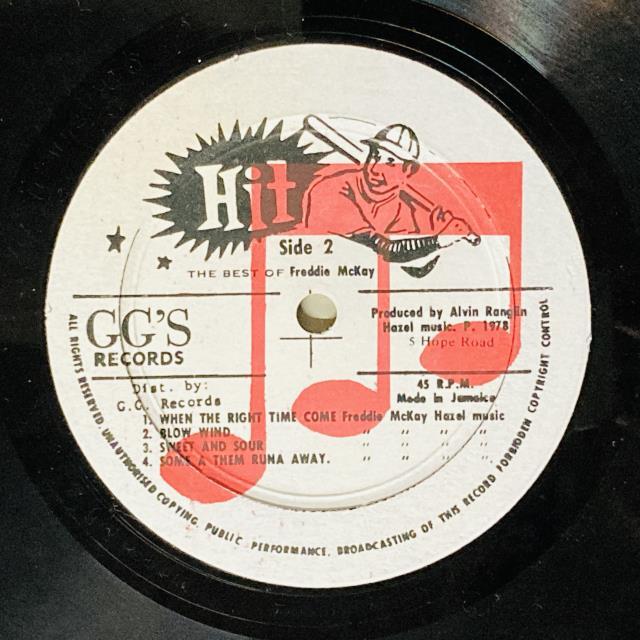 Hit
Side 2
THE BEST OF Freddie McKay
GG'S
RECORDS
Produced by Alvin Ranglin
Hazel music. P. 1978
5 Hope Road
Dist. by:
G.G. Records
45 R.P.M.
Made in Jamaica
1. WHEN THE RIGHT TIME COME Freddie McKay Hazel music
2. BLOW WIND " " " "
3. SWEET AND SOUR " " " "
4. SOME A THEM RUNA AWAY. " " " "
ALL RIGHTS RESERVED. UNAUTHORISED COPYING, PUBLIC PERFORMANCE, BROADCASTING OF THIS RECORD FORBIDDEN COPYRIGHT CONTROL